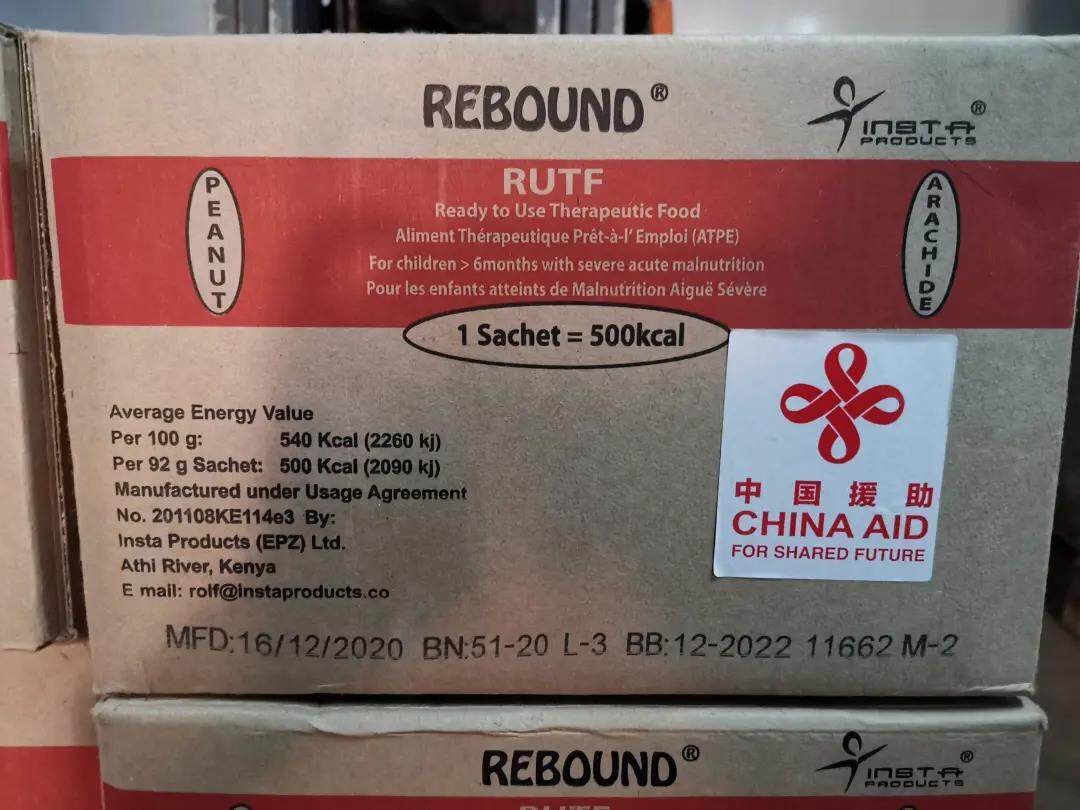 REBOUND®
INSTA®
PRODUCTS
PEANUT
RUTF
Ready to Use Therapeutic Food
Aliment Thérapeutique Prêt-à-l' Emploi (ATPE)
For children > 6months with severe acute malnutrition
Pour les enfants atteints de Malnutrition Aiguë Sévère
ARACHIDE
1 Sachet = 500kcal
Average Energy Value
Per 100 g: 540 Kcal (2260 kj)
Per 92 g Sachet: 500 Kcal (2090 kj)
Manufactured under Usage Agreement
No. 201108KE114e3 By:
Insta Products (EPZ) Ltd.
Athi River, Kenya
E mail: rolf@instaproducts.co
中国援助
CHINA AID
FOR SHARED FUTURE
MFD:16/12/2020 BN:51-20 L-3 BB:12-2022 11662 M-2
REBOUND®
INSTA®
PRODUCTS
RUTF